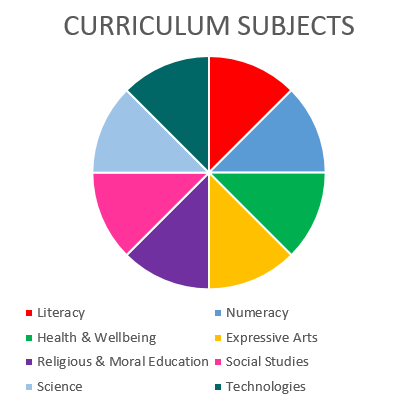 CURRICULUM SUBJECTS
Literacy Numeracy
Health & Wellbeing Expressive Arts
Religious & Moral Education Social Studies
Science Technologies